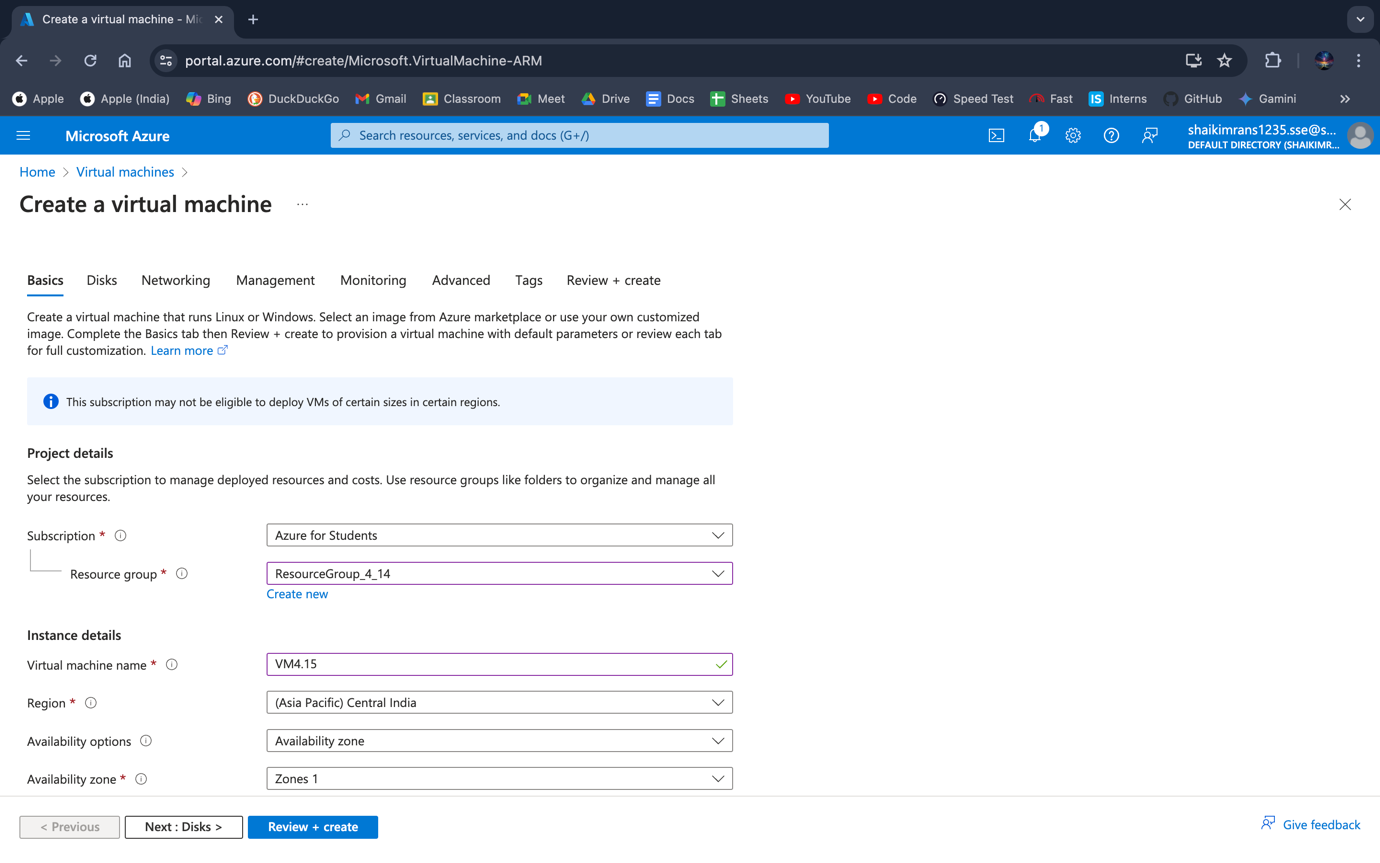 Create a virtual machine - Mic
portal.azure.com/#create/Microsoft.VirtualMachine-ARM
Apple
Apple (India)
Bing
DuckDuckGo
Gmail
Classroom
Meet
Drive
Docs
Sheets
YouTube
Code
Speed Test
Fast
IS Interns
GitHub
Gamini
Microsoft Azure
Search resources, services, and docs (G+/)
1
shaikimrans1235.sse@s...
DEFAULT DIRECTORY (SHAIKIMR...
Home > Virtual machines >
Create a virtual machine ...
Basics Disks Networking Management Monitoring Advanced Tags Review + create
Create a virtual machine that runs Linux or Windows. Select an image from Azure marketplace or use your own customized
image. Complete the Basics tab then Review + create to provision a virtual machine with default parameters or review each tab
for full customization. Learn more
This subscription may not be eligible to deploy VMs of certain sizes in certain regions.
Project details
Select the subscription to manage deployed resources and costs. Use resource groups like folders to organize and manage all
your resources.
Subscription * Azure for Students
Resource group * ResourceGroup_4_14
Create new
Instance details
Virtual machine name * VM4.15
Region * (Asia Pacific) Central India
Availability options Availability zone
Availability zone * Zones 1
< Previous Next : Disks > Review + create Give feedback